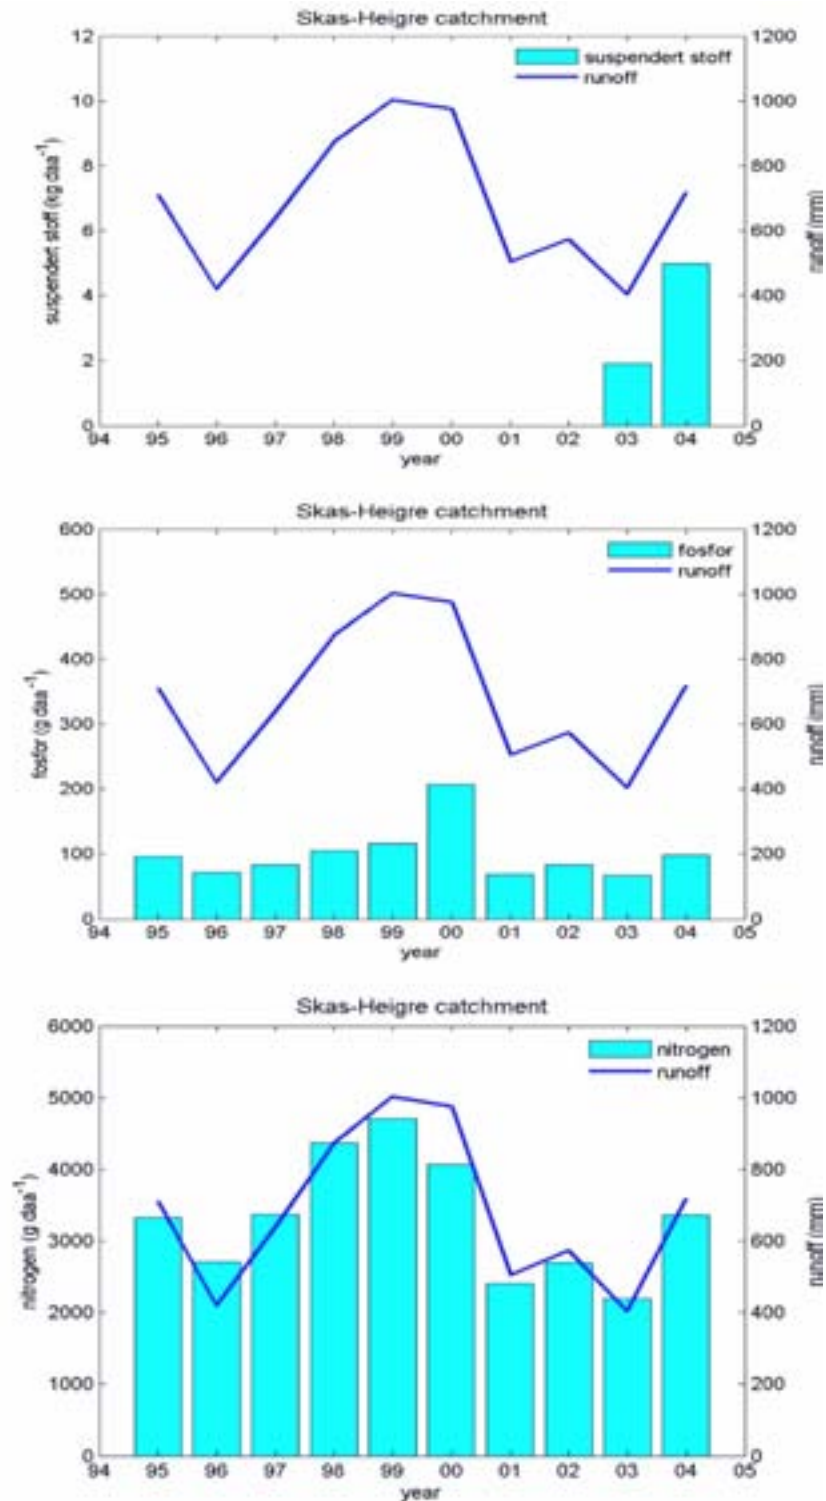 Skas-Heigre catchment
suspendert stoff
runoff
12
10
8
6
4
2
0
suspendert stoff (kg daa⁻¹)
1200
1000
800
600
400
200
0
runoff (mm)
94 95 96 97 98 99 00 01 02 03 04 05
year
Skas-Heigre catchment
fosfor
runoff
600
500
400
300
200
100
0
fosfor (g daa⁻¹)
1200
1000
800
600
400
200
0
runoff (mm)
94 95 96 97 98 99 00 01 02 03 04 05
year
Skas-Heigre catchment
nitrogen
runoff
6000
5000
4000
3000
2000
1000
0
nitrogen (g daa⁻¹)
1200
1000
800
600
400
200
0
runoff (mm)
94 95 96 97 98 99 00 01 02 03 04 05
year